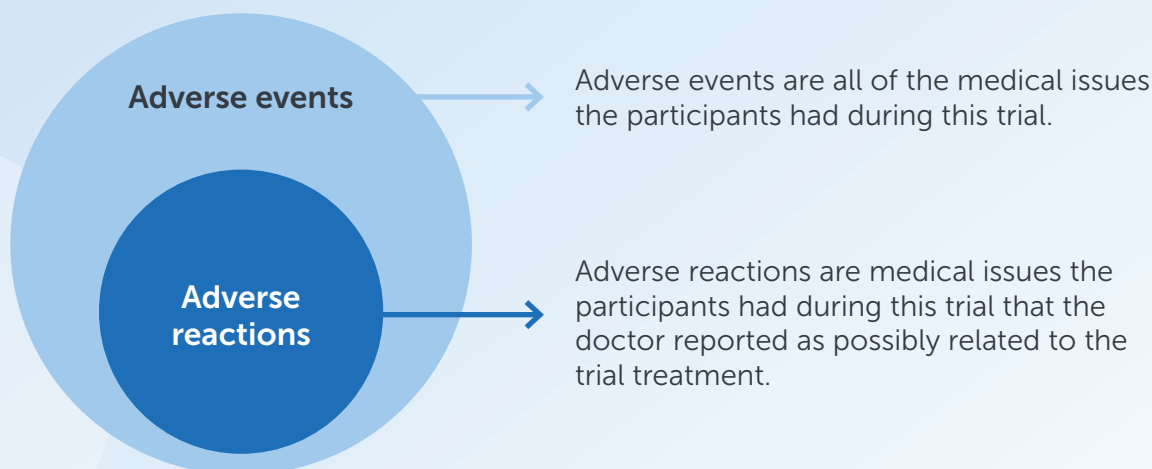 Adverse events
Adverse events are all of the medical issues
the participants had during this trial.
Adverse
reactions
Adverse reactions are medical issues the
participants had during this trial that the
doctor reported as possibly related to the
trial treatment.